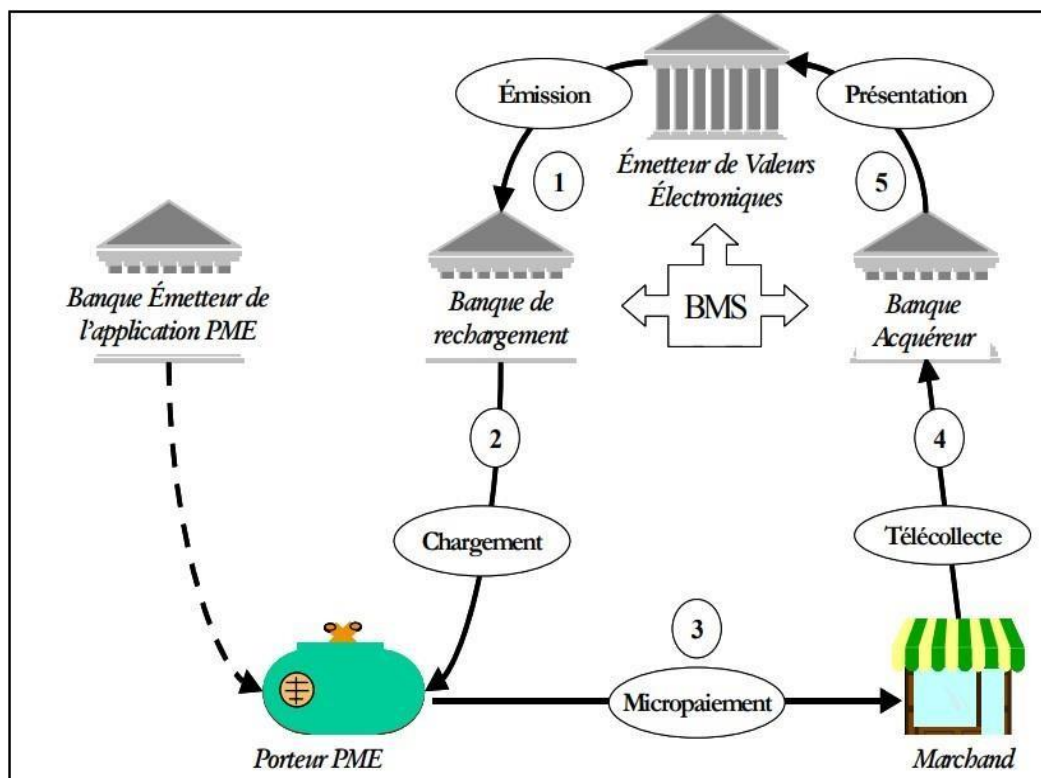 Émission
Présentation
Émetteur de Valeurs
Électroniques
1
5
Banque Émetteur de
l'application PME
Banque de
rechargement
BMS
Banque
Acquéreur
2
4
Chargement
Télécollecte
3
Micropaiement
Porteur PME
Marchand